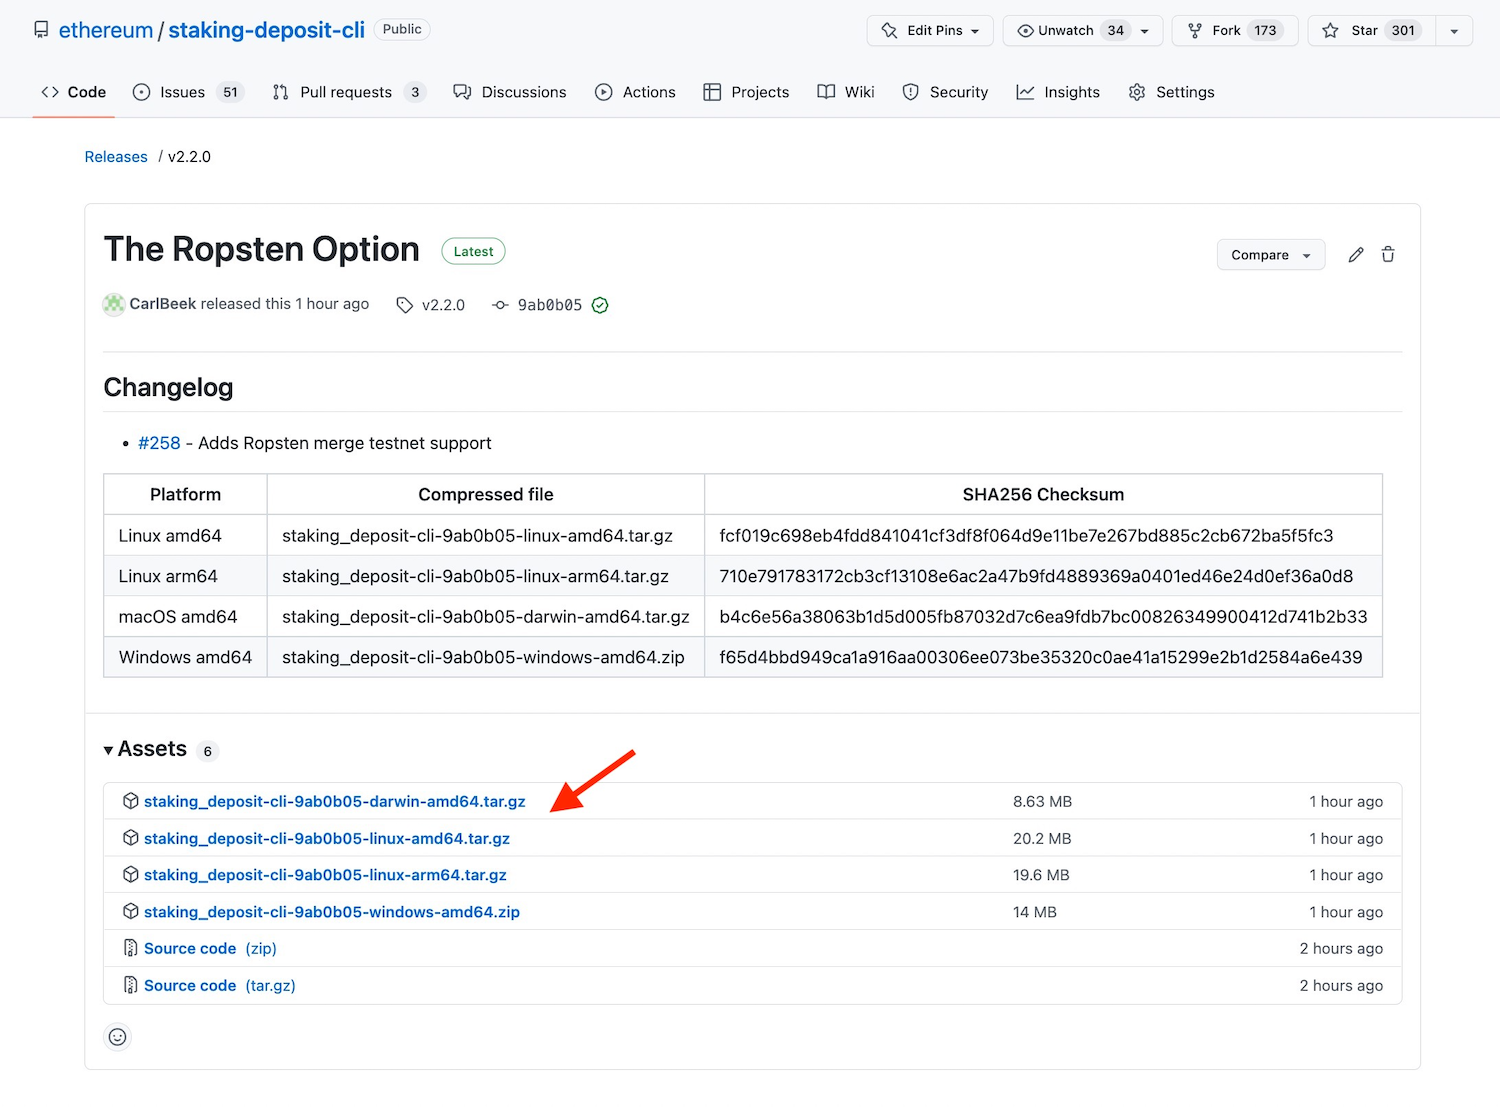 ethereum / staking-deposit-cli Public Edit Pins Unwatch 34 Fork 173 Star 301
Code Issues 51 Pull requests 3 Discussions Actions Projects Wiki Security Insights Settings
Releases / v2.2.0
The Ropsten Option Latest Compare
CarlBeek released this 1 hour ago v2.2.0 9ab0b05
Changelog
• #258 - Adds Ropsten merge testnet support
Platform Compressed file SHA256 Checksum
Linux amd64 staking_deposit-cli-9ab0b05-linux-amd64.tar.gz fcf019c698eb4fdd841041cf3df8f064d9e11be7e267bd885c2cb672ba5f5fc3
Linux arm64 staking_deposit-cli-9ab0b05-linux-arm64.tar.gz 710e791783172cb3cf13108e6ac2a47b9fd4889369a0401ed46e24d0ef36a0d8
macOS amd64 staking_deposit-cli-9ab0b05-darwin-amd64.tar.gz b4c6e56a38063b1d5d005fb87032d7c6ea9fdb7bc00826349900412d741b2b33
Windows amd64 staking_deposit-cli-9ab0b05-windows-amd64.zip f65d4bbd949ca1a916aa00306ee073be35320c0ae41a15299e2b1d2584a6e439
Assets 6
staking_deposit-cli-9ab0b05-darwin-amd64.tar.gz 8.63 MB 1 hour ago
staking_deposit-cli-9ab0b05-linux-amd64.tar.gz 20.2 MB 1 hour ago
staking_deposit-cli-9ab0b05-linux-arm64.tar.gz 19.6 MB 1 hour ago
staking_deposit-cli-9ab0b05-windows-amd64.zip 14 MB 1 hour ago
Source code (zip) 2 hours ago
Source code (tar.gz) 2 hours ago